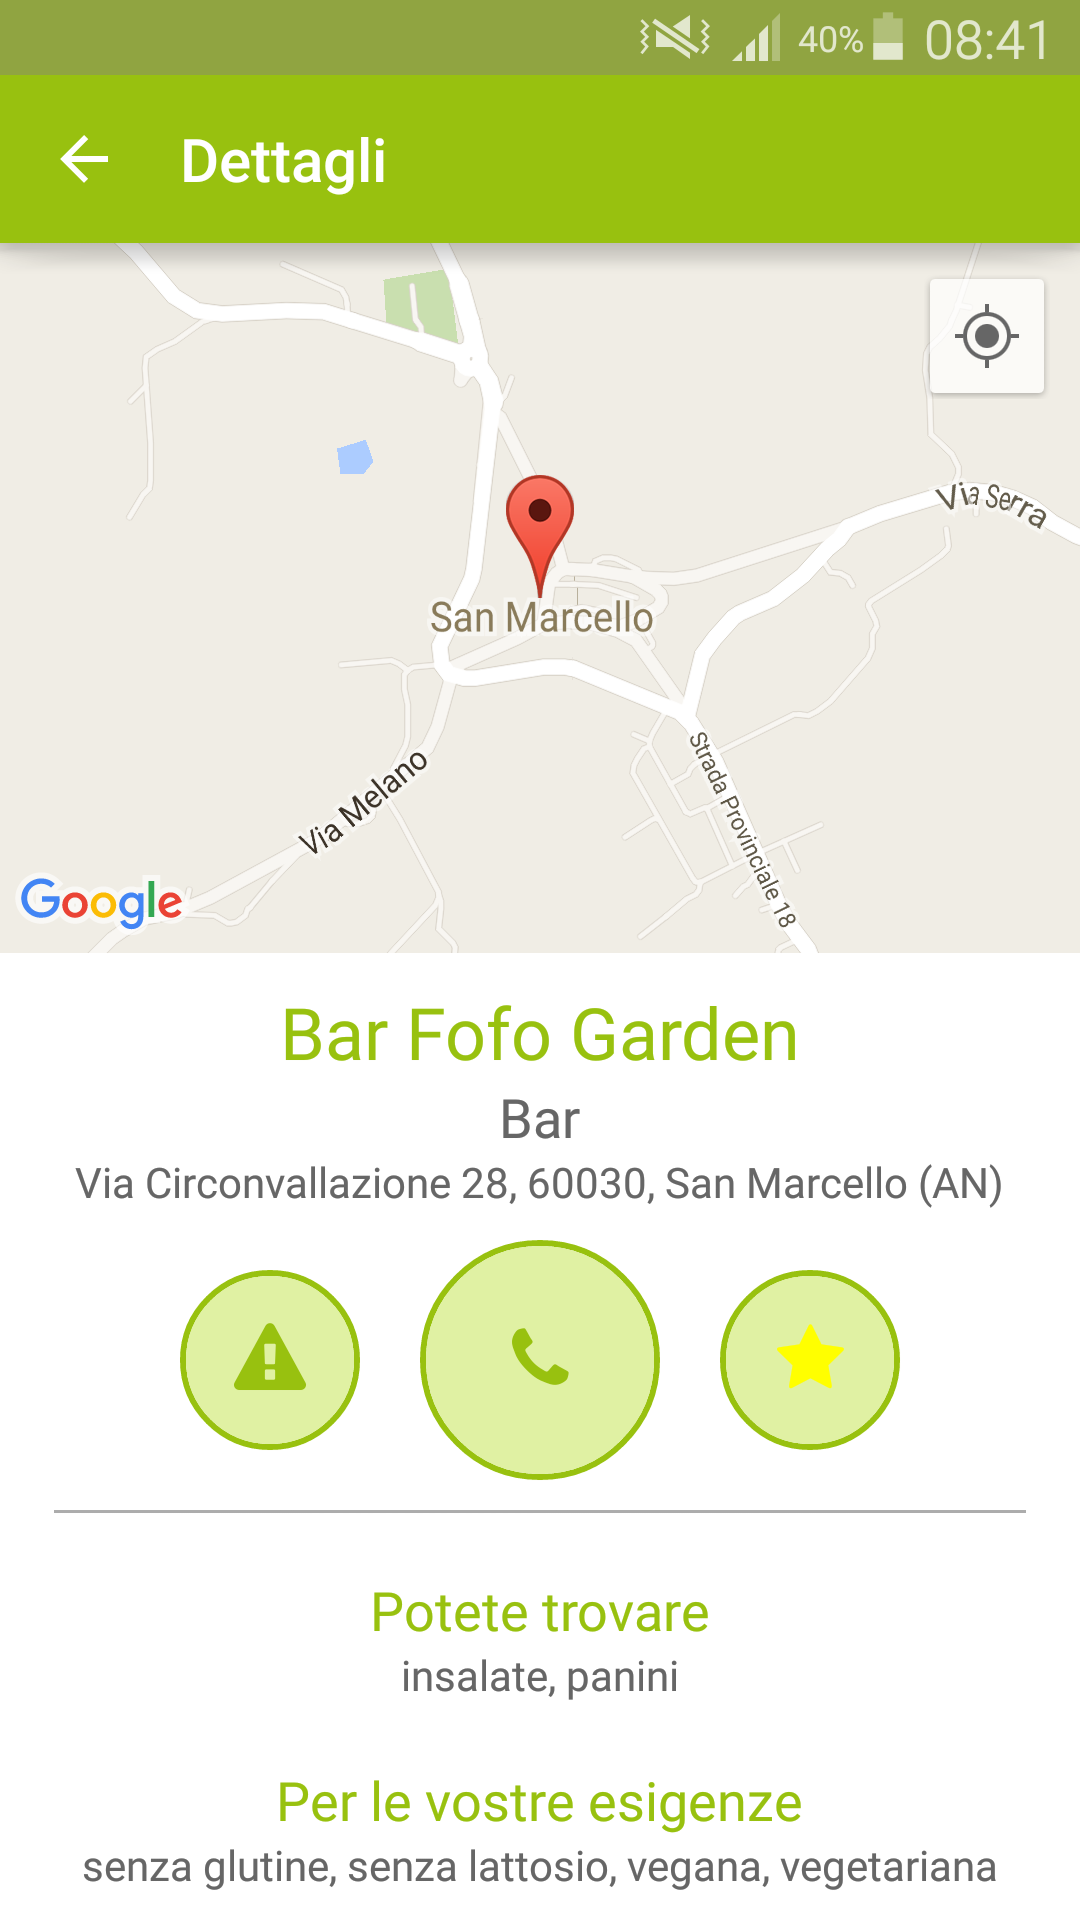 40% 08:41
Dettagli
Via Serra
San Marcello
Strada Provinciale 18
Via Melano
Google
Bar Fofo Garden
Bar
Via Circonvallazione 28, 60030, San Marcello (AN)
Potete trovare
insalate, panini
Per le vostre esigenze
senza glutine, senza lattosio, vegana, vegetariana